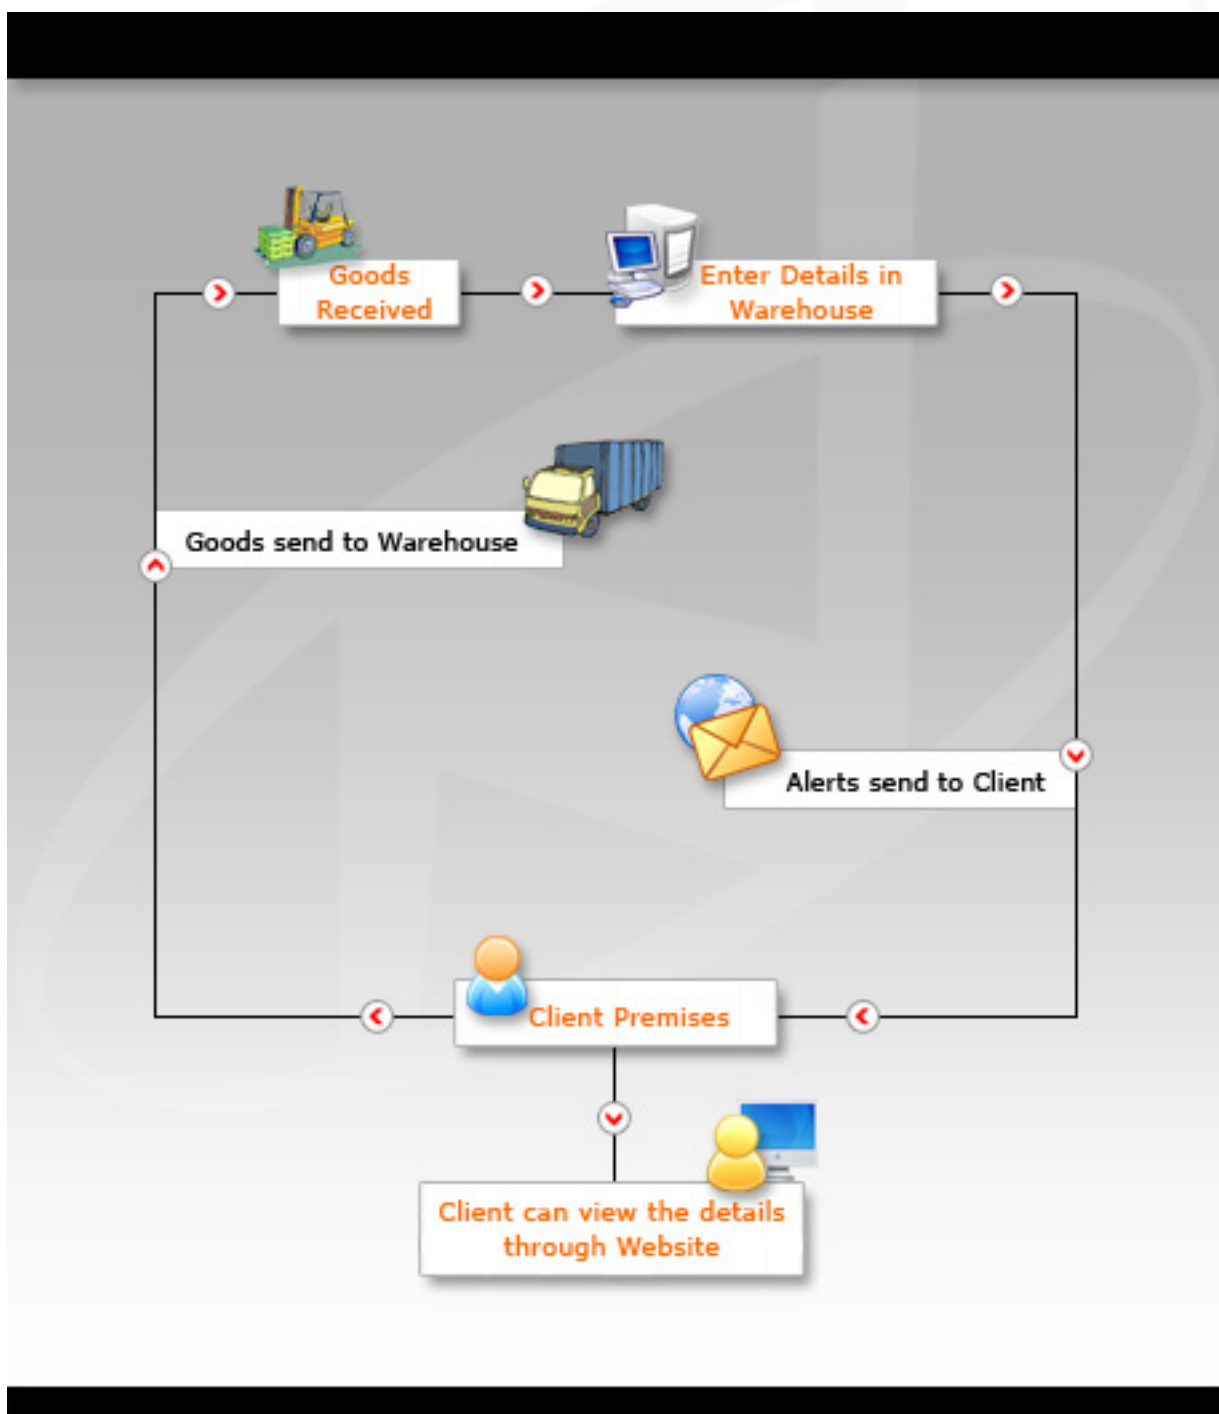 Goods
Received
Enter Details in
Warehouse
Goods send to Warehouse
Alerts send to Client
Client Premises
Client can view the details
through Website